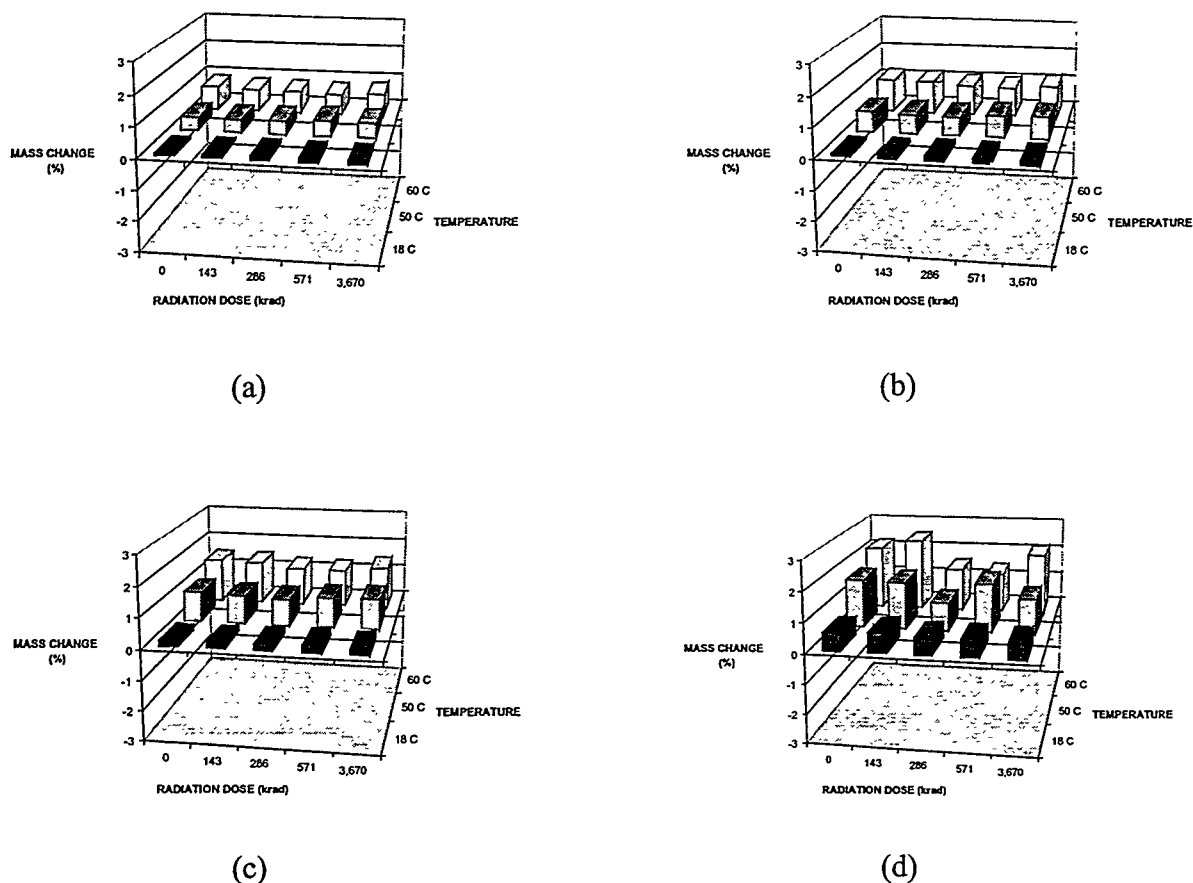 3
2
1
0
-1
-2
-3
MASS CHANGE
(%)
60 C
50 C
18 C
TEMPERATURE
0 143 286 571 3,670
RADIATION DOSE (krad)
(a)
3
2
1
0
-1
-2
-3
MASS CHANGE
(%)
60 C
50 C
18 C
TEMPERATURE
0 143 286 571 3,670
RADIATION DOSE (krad)
(b)
3
2
1
0
-1
-2
-3
MASS CHANGE
(%)
60 C
50 C
18 C
TEMPERATURE
0 143 286 571 3,670
RADIATION DOSE (krad)
(c)
3
2
1
0
-1
-2
-3
MASS CHANGE
(%)
60 C
50 C
18 C
TEMPERATURE
0 143 286 571 3,670
RADIATION DOSE (krad)
(d)